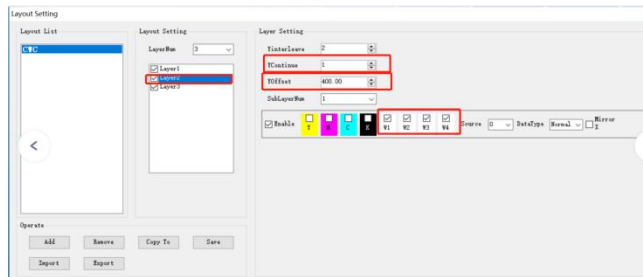 Layout Setting
Layout List
Layout Setting
Layer Setting
CWC
LayerNum 3
Layer1
Layer2
Layer3
Yinterleave 2
YContinue 1
YOffset 400.00
SubLayerNum 1
Enable Y M C K W1 W2 W3 W4 Source 0 DataType Normal Mirror X
Operate
Add Remove Copy To Save
Import Export